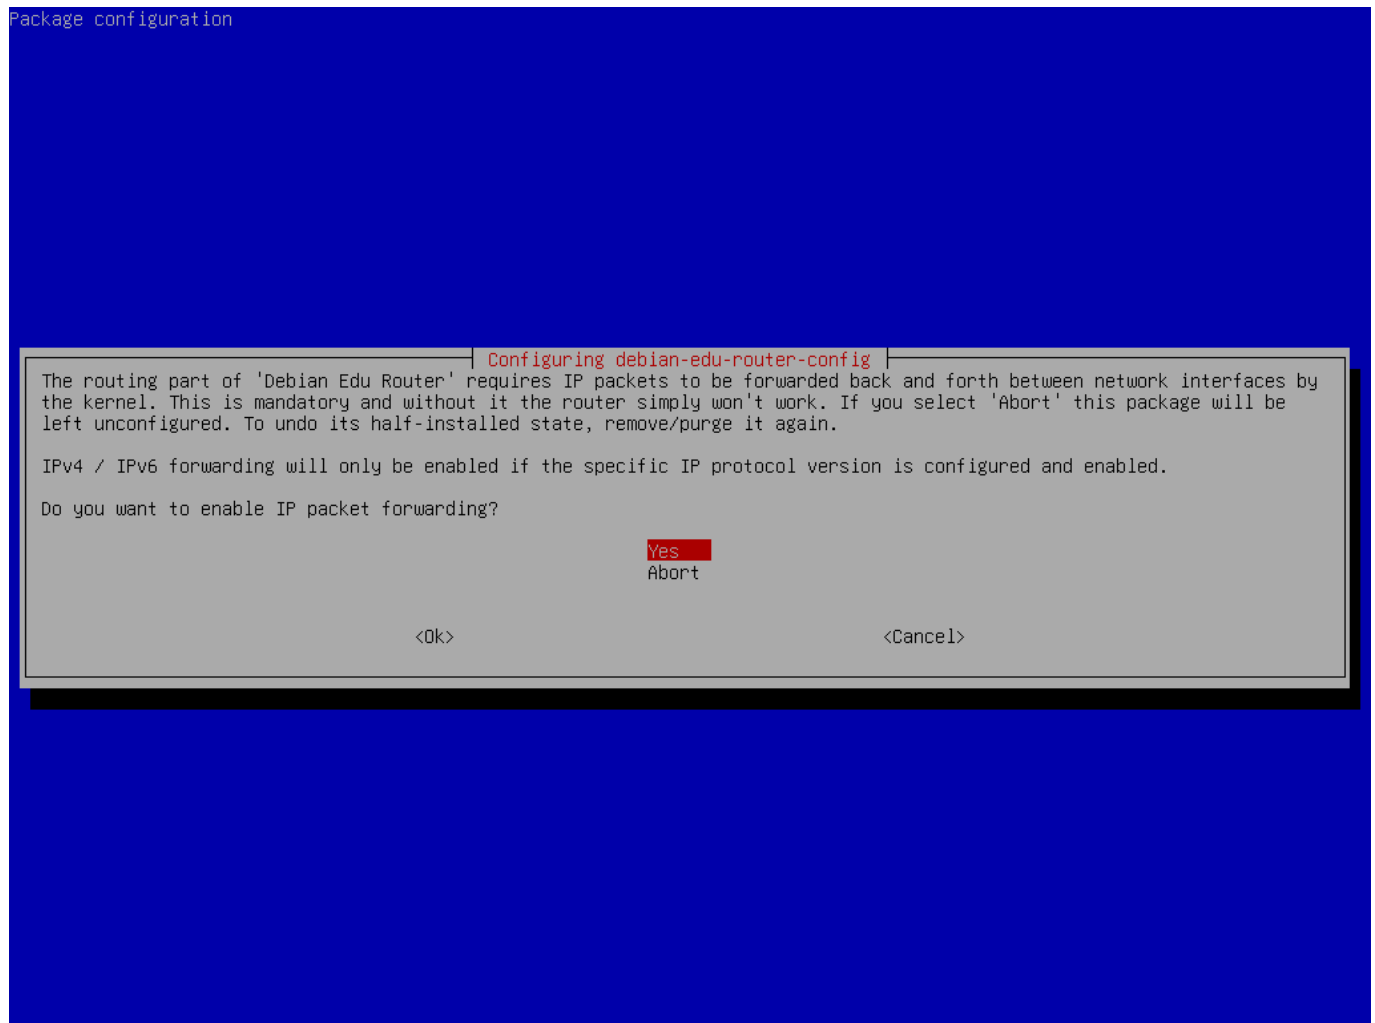 Package configuration
Configuring debian-edu-router-config
The routing part of 'Debian Edu Router' requires IP packets to be forwarded back and forth between network interfaces by
the kernel. This is mandatory and without it the router simply won't work. If you select 'Abort' this package will be
left unconfigured. To undo its half-installed state, remove/purge it again.
IPv4 / IPv6 forwarding will only be enabled if the specific IP protocol version is configured and enabled.
Do you want to enable IP packet forwarding?
Yes
Abort
<Ok> <Cancel>